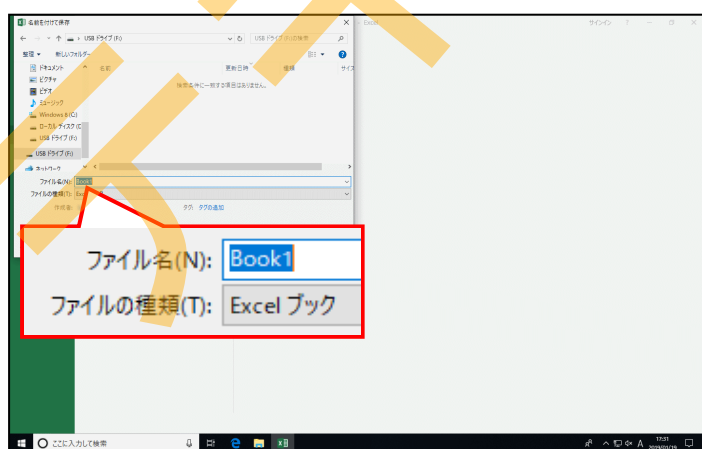 名前を付けて保存
Excel
サインイン
USB ドライブ (F:)
USB ドライブ (F:)の検索
整理 新しいフォルダー
名前 更新日時 種類 サイズ
検索条件に一致する項目はありません。
ドキュメント
ピクチャ
ビデオ
ミュージック
Windows 8 (C:)
ローカル ディスク (E
USB ドライブ (F:)
USB ドライブ (F:)
ネットワーク
ファイル名(N): Book1
ファイルの種類(T):
作成者:
タグ: タグの追加
ファイル名(N): Book1
ファイルの種類(T): Excel ブック
ここに入力して検索
A
17:31
2019/01/19